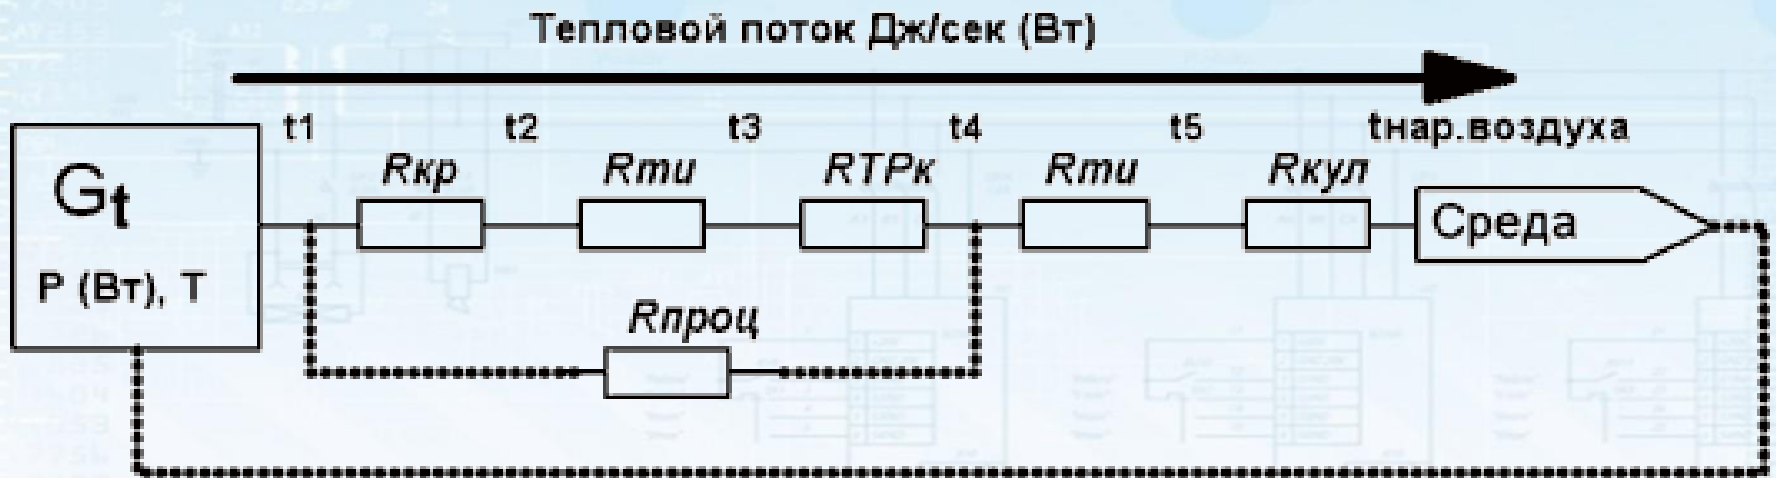 Тепловой поток Дж/сек (Вт)
t1 t2 t3 t4 t5 tнар.воздуха
Rкр Rти RТРк Rти Rкул
Gt
Среда
P (Вт), T
Rпроц